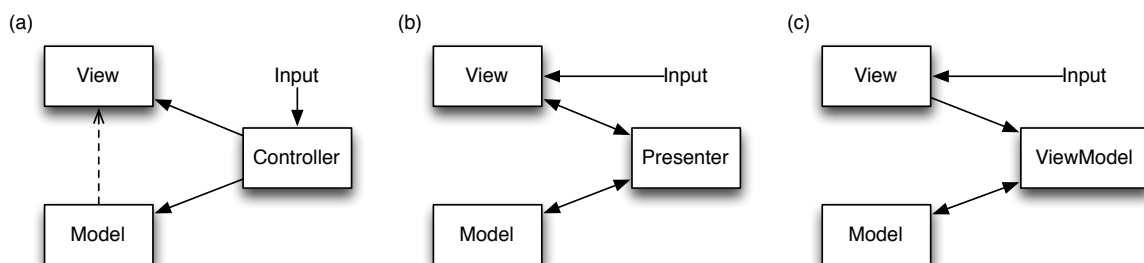 (a)
View
Input
Controller
Model
(b)
View
Input
Presenter
Model
(c)
View
Input
ViewModel
Model